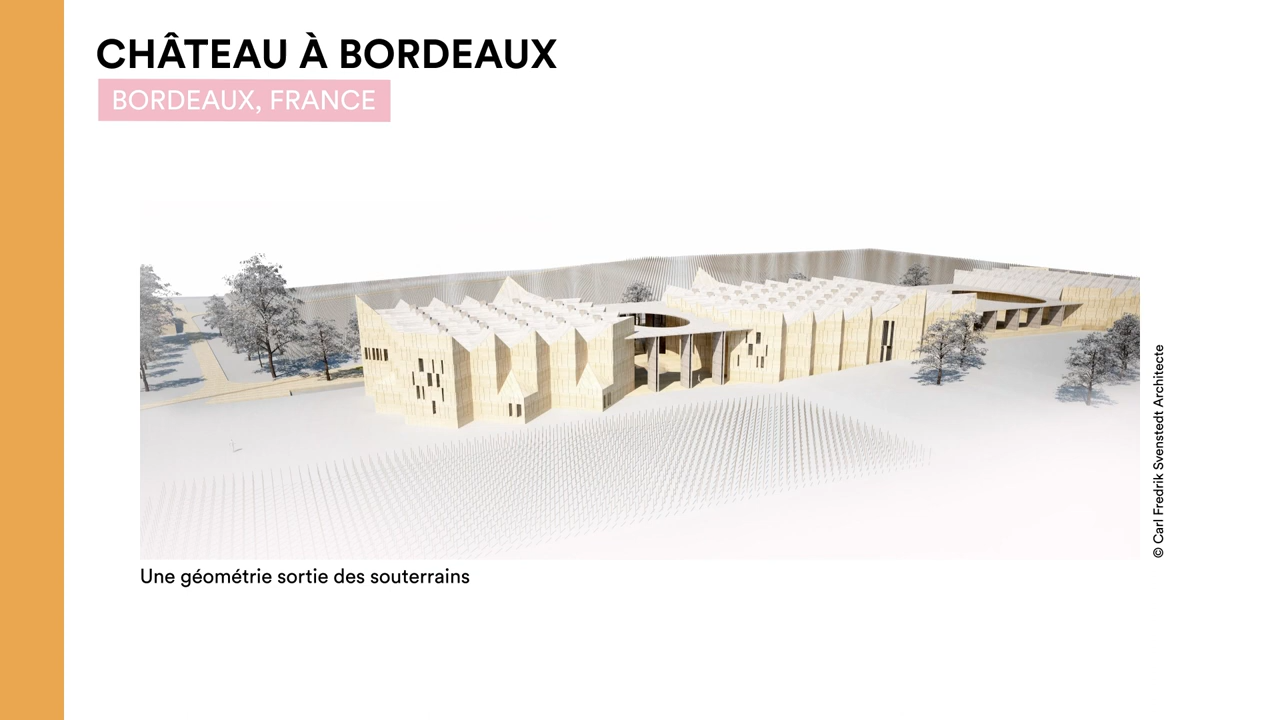 CHÂTEAU À BORDEAUX
BORDEAUX, FRANCE
© Carl Fredrik Svenstedt Architecte
Une géométrie sortie des souterrains